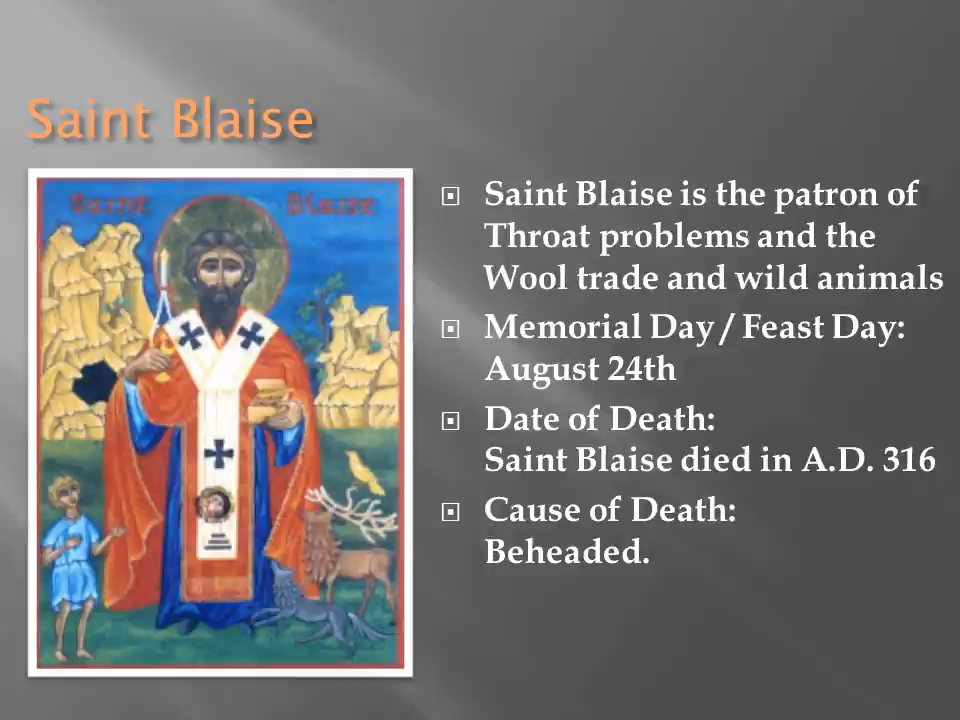 Saint Blaise
Saint Blaise
Saint Blaise is the patron of
Throat problems and the
Wool trade and wild animals
Memorial Day / Feast Day:
August 24th
Date of Death:
Saint Blaise died in A.D. 316
Cause of Death:
Beheaded.